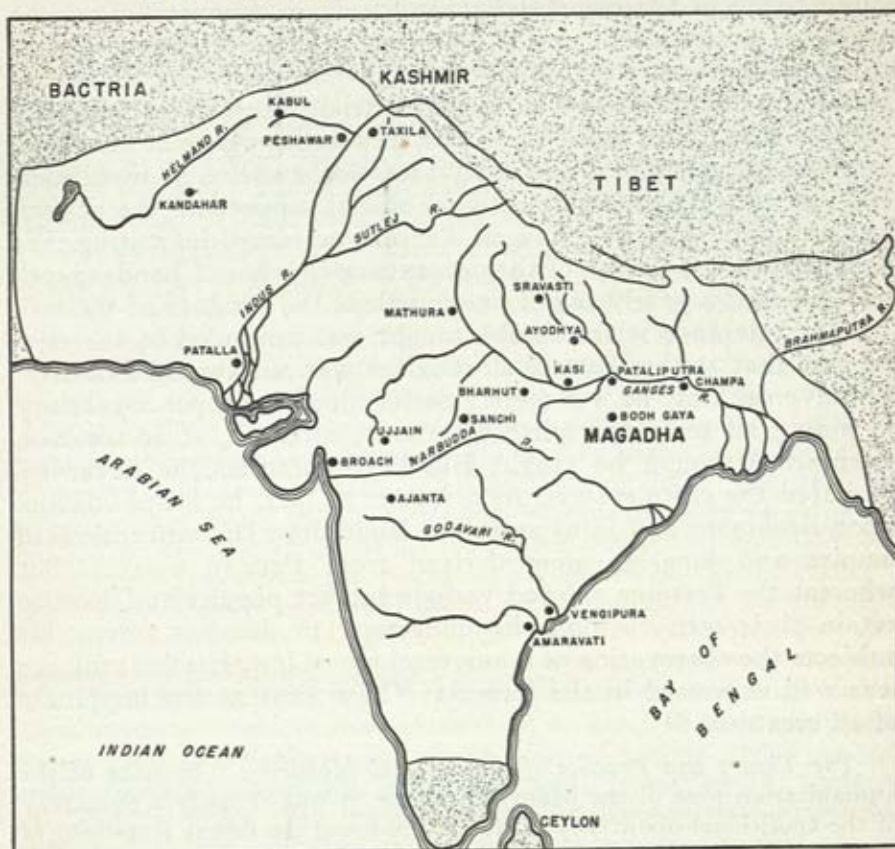 BACTRIA
KASHMIR
KABUL
PESHAWAR
TAXILA
HELMAND R.
KANDAHAR
TIBET
SUTLEJ R.
INDUS R.
SRAVASTI
MATHURA
AYODHYA
BRAHMAPUTRA R.
PATALLA
KASI
PATALIPUTRA
BHARHUT
GANGES R.
CHAMPA
SANCHI
BODH GAYA
UJJAIN
NARBUDDA R.
MAGADHA
BROACH
ARABIAN SEA
AJANTA
GODAVARI R.
VENGIPURA
AMARAVATI
BAY OF BENGAL
INDIAN OCEAN
CEYLON